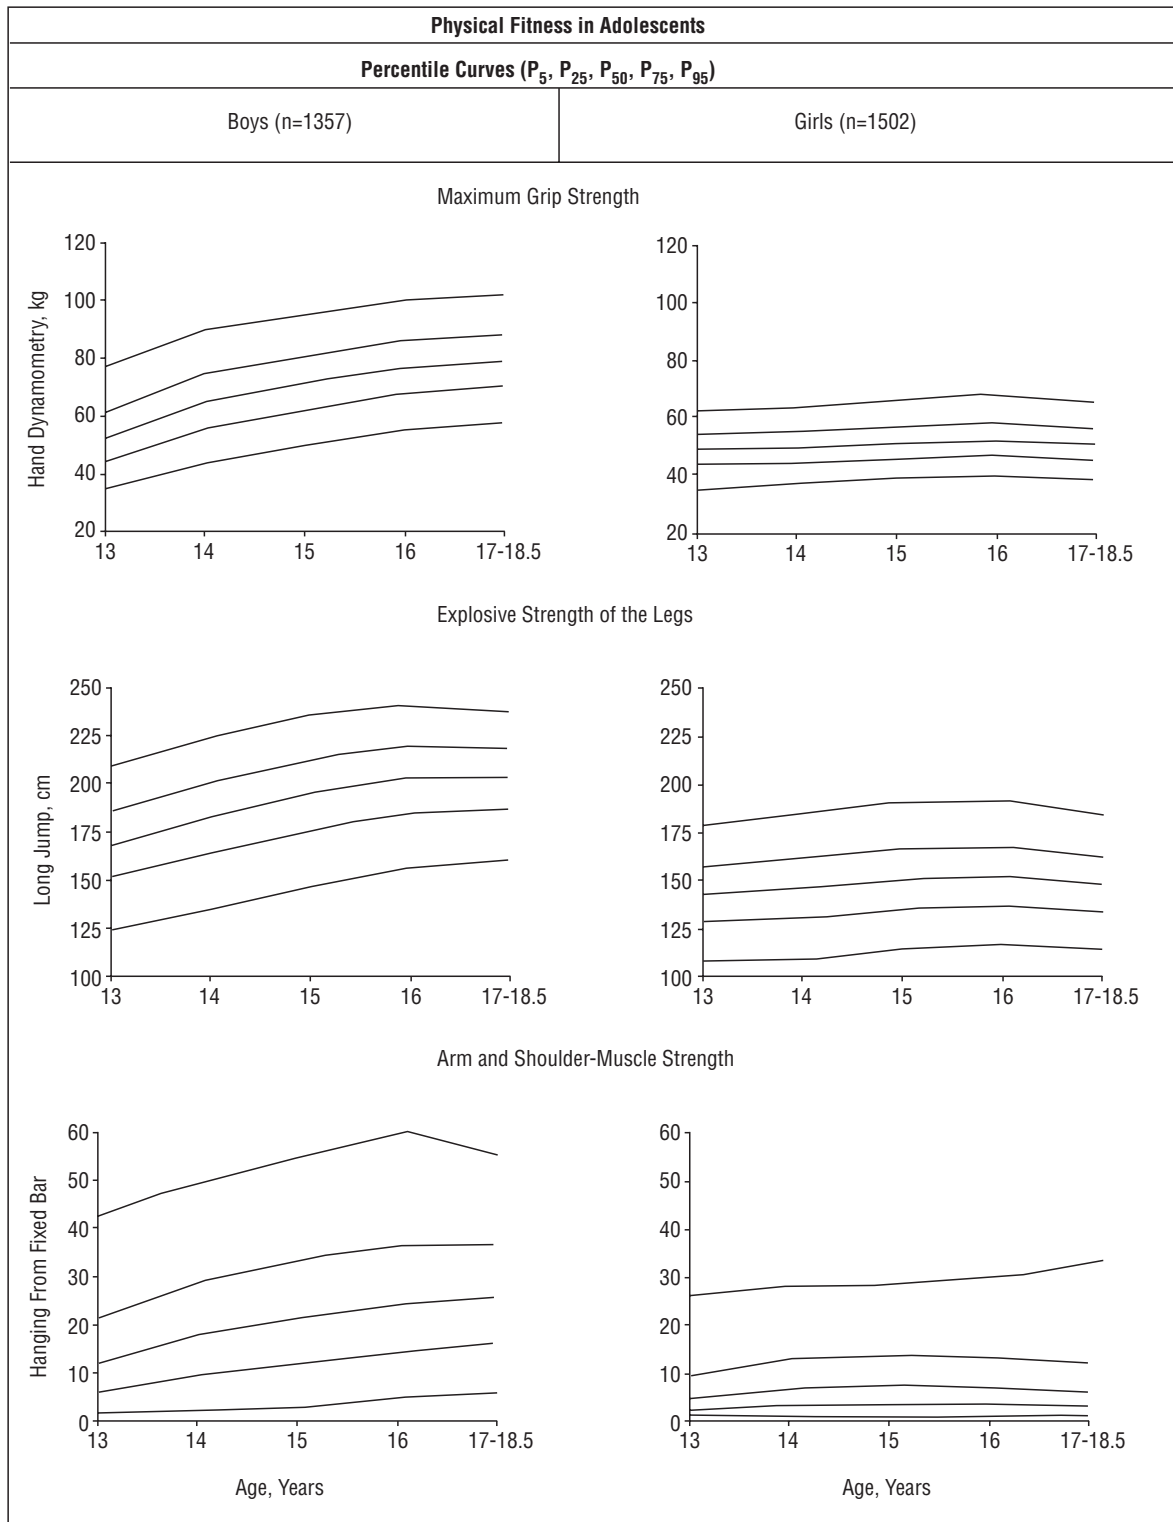 Physical Fitness in Adolescents
Percentile Curves (P5, P25, P50, P75, P95)
Boys (n=1357)
Girls (n=1502)
Maximum Grip Strength
Hand Dynamometry, kg
120
100
80
60
40
20
13 14 15 16 17-18.5
120
100
80
60
40
20
13 14 15 16 17-18.5
Explosive Strength of the Legs
Long Jump, cm
250
225
200
175
150
125
100
13 14 15 16 17-18.5
250
225
200
175
150
125
100
13 14 15 16 17-18.5
Arm and Shoulder-Muscle Strength
Hanging From Fixed Bar
60
50
40
30
20
10
0
13 14 15 16 17-18.5
Age, Years
60
50
40
30
20
10
0
13 14 15 16 17-18.5
Age, Years